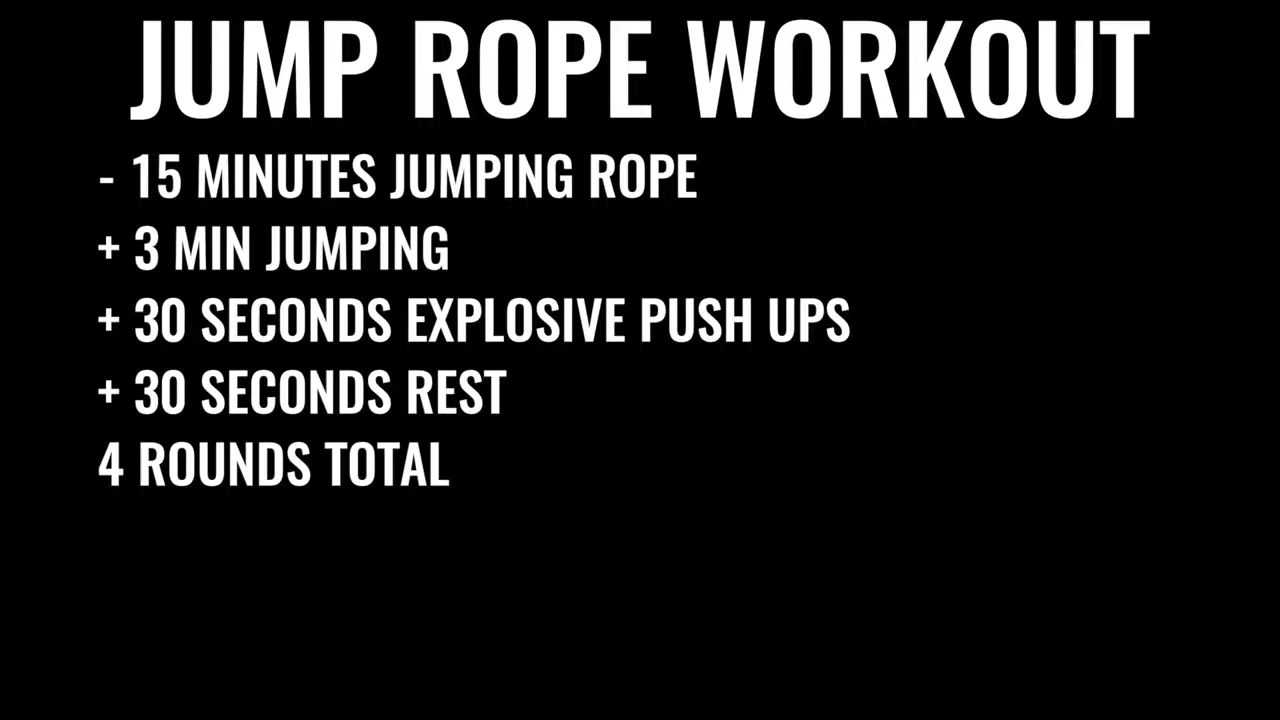 JUMP ROPE WORKOUT
- 15 MINUTES JUMPING ROPE
+ 3 MIN JUMPING
+ 30 SECONDS EXPLOSIVE PUSH UPS
+ 30 SECONDS REST
4 ROUNDS TOTAL